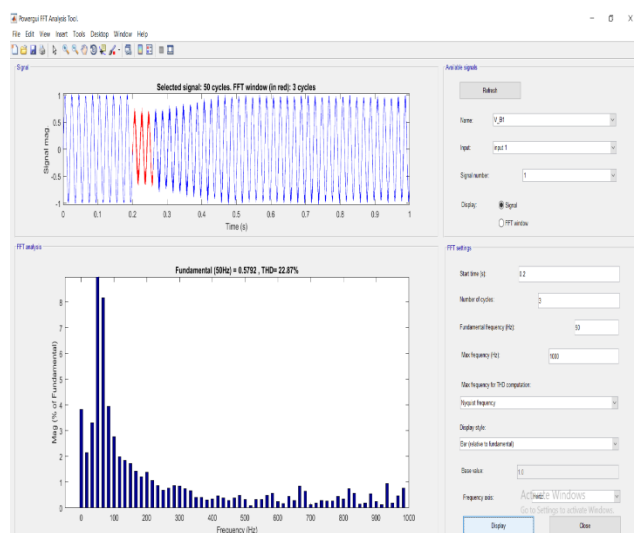 Powergui FFT Analysis Tool.
File Edit View Insert Tools Desktop Window Help
Signal
Selected signal: 50 cycles. FFT window (in red): 3 cycles
Signal mag.
1
0.5
0
-0.5
-1
0 0.1 0.2 0.3 0.4 0.5 0.6 0.7 0.8 0.9 1
Time (s)
FFT analysis
Fundamental (50Hz) = 0.5792 , THD= 22.87%
Mag (% of Fundamental)
8
7
6
5
4
3
2
1
0
0 100 200 300 400 500 600 700 800 900 1000
Frequency (Hz)
Available signals
Refresh
Name: V_B1
Input: input 1
Signal number: 1
Display: Signal
FFT window
FFT settings
Start time (s): 0.2
Number of cycles: 3
Fundamental frequency (Hz): 50
Max frequency (Hz): 1000
Max frequency for THD computation:
Nyquist frequency
Display style:
Bar (relative to fundamental)
Base value: 1.0
Frequency axis: Hertz
Activate Windows
Go to Settings to activate Windows.
Display Close